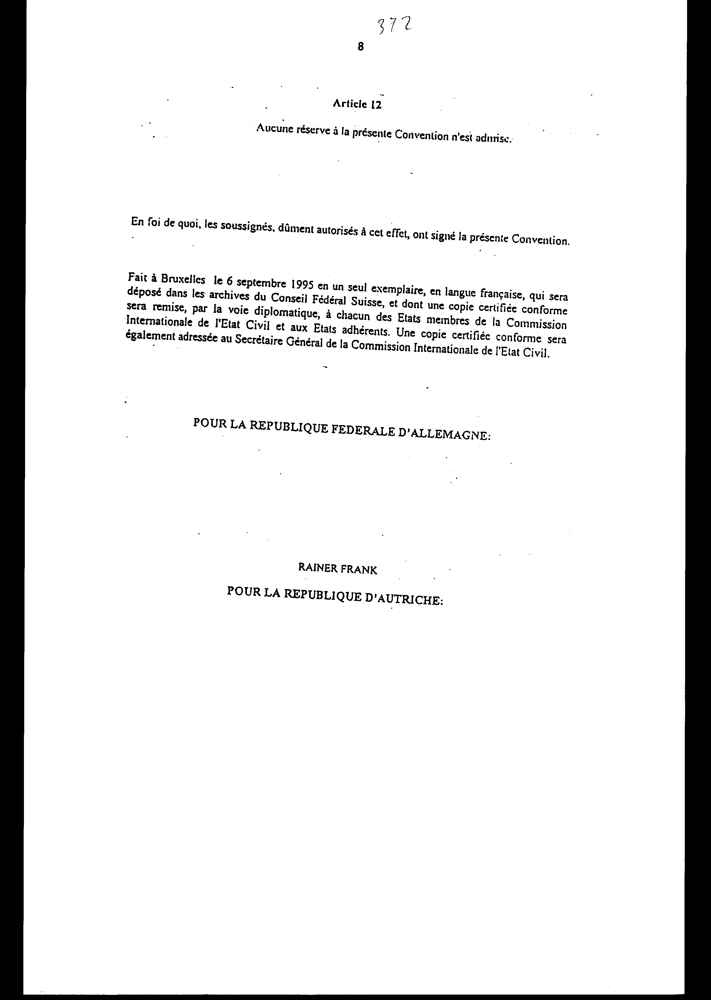 372
8
Article 12
Aucune réserve à la présente Convention n'est admise.
En foi de quoi, les soussignés, dûment autorisés à cet effet, ont signé la présente Convention.
Fait à Bruxelles le 6 septembre 1995 en un seul exemplaire, en langue française, qui sera
déposé dans les archives du Conseil Fédéral Suisse, et dont une copie certifiée conforme
sera remise, par la voie diplomatique, à chacun des Etats membres de la Commission
Internationale de l'Etat Civil et aux Etats adhérents. Une copie certifiée conforme sera
également adressée au Secrétaire Général de la Commission Internationale de l'Etat Civil.
POUR LA REPUBLIQUE FEDERALE D'ALLEMAGNE:
RAINER FRANK
POUR LA REPUBLIQUE D'AUTRICHE: